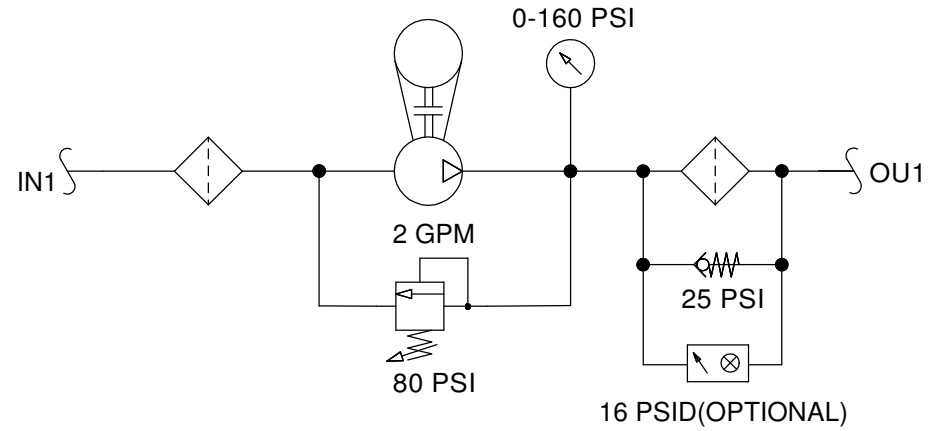 0-160 PSI
IN1
OU1
2 GPM
25 PSI
80 PSI
16 PSID(OPTIONAL)